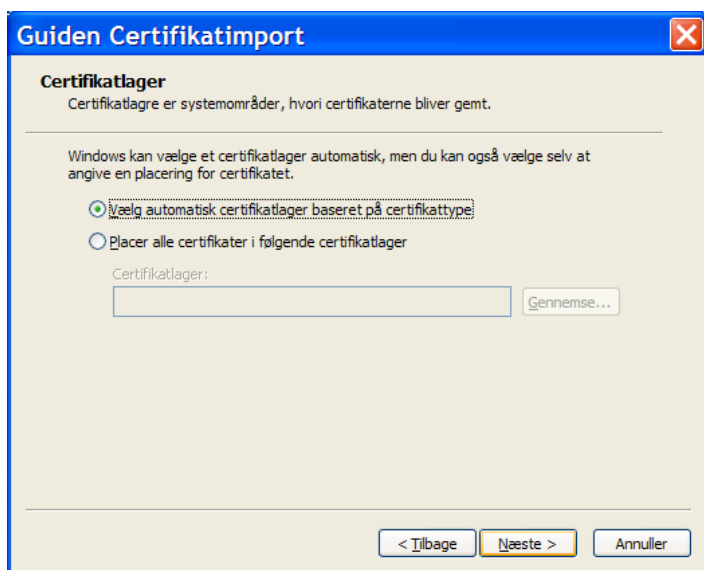 Guiden Certifikatimport
Certifikatlager
Certifikatlagre er systemområder, hvori certifikaterne bliver gemt.
Windows kan vælge et certifikatlager automatisk, men du kan også vælge selv at
angive en placering for certifikatet.
Vælg automatisk certifikatlager baseret på certifikattype
Placer alle certifikater i følgende certifikatlager
Certifikatlager:
Gennemse...
< Tilbage Næste > Annuller